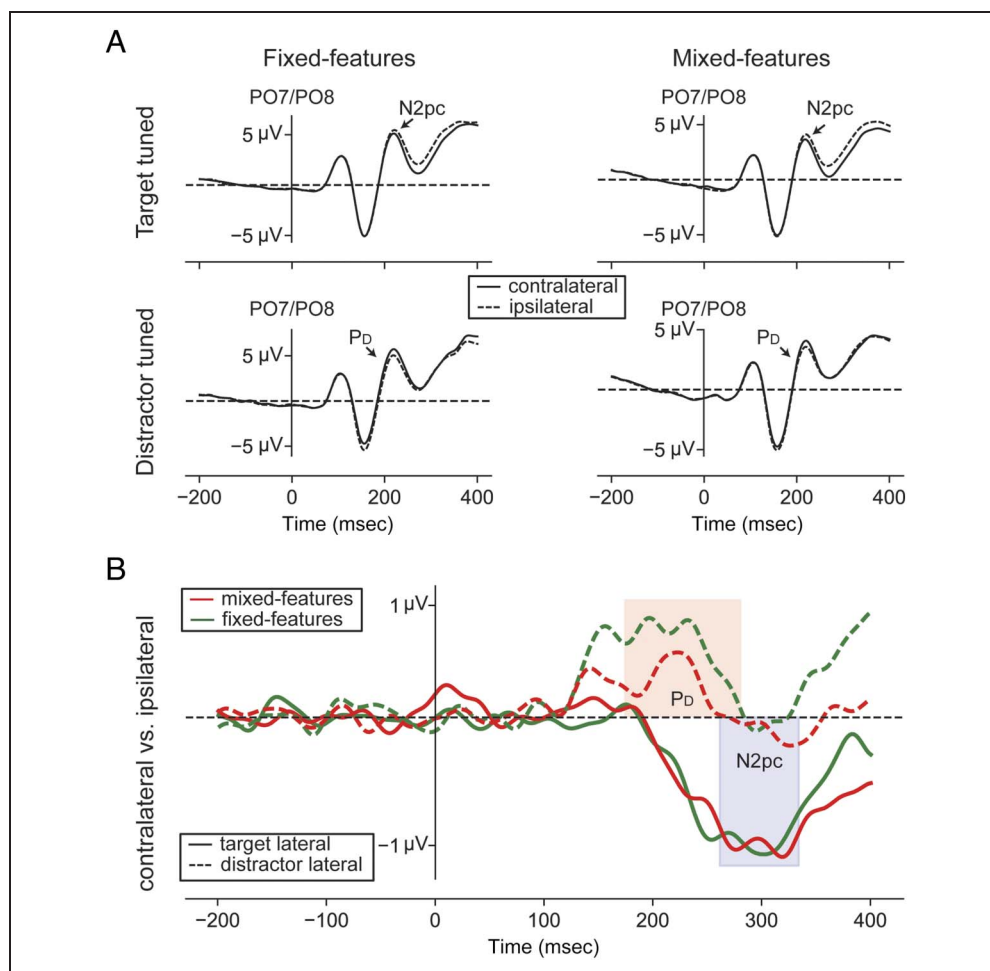 A
Fixed-features
Mixed-features
Target tuned
PO7/PO8
N2pc
5 µV
−5 µV
PO7/PO8
N2pc
5 µV
−5 µV
contralateral
ipsilateral
Distractor tuned
PO7/PO8
PD
5 µV
−5 µV
−200 0 200 400
Time (msec)
PO7/PO8
5 µV
PD
−5 µV
−200 0 200 400
Time (msec)
B
contralateral vs. ipsilateral
mixed-features
fixed-features
1 µV
PD
N2pc
−1 µV
target lateral
distractor lateral
−200 −100 0 100 200 300 400
Time (msec)